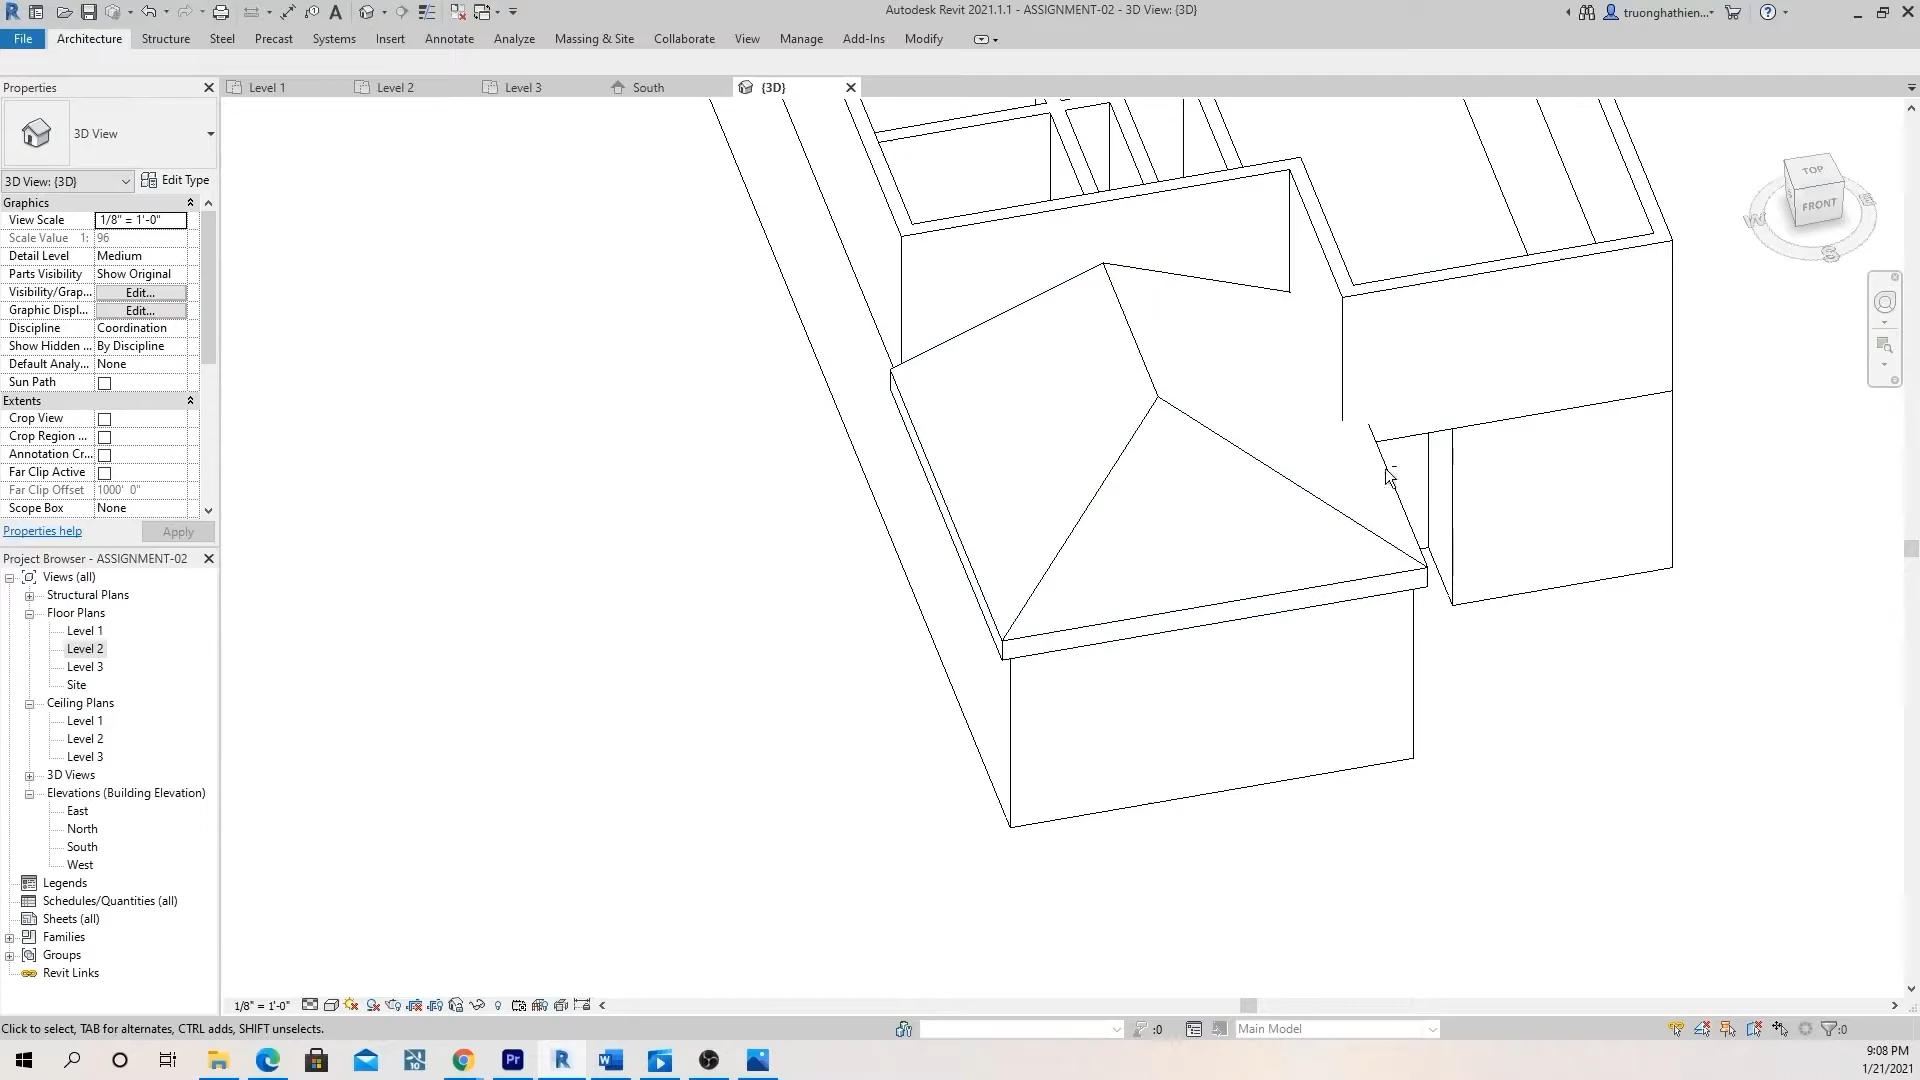 Autodesk Revit 2021.1.1 - ASSIGNMENT-02 - 3D View: {3D}
truonghathien...
File Architecture Structure Steel Precast Systems Insert Annotate Analyze Massing & Site Collaborate View Manage Add-Ins Modify
Properties
Level 1 Level 2 Level 3 South {3D}
3D View
3D View: {3D} Edit Type
Graphics
View Scale 1/8" = 1'-0"
Scale Value 1: 96
Detail Level Medium
Parts Visibility Show Original
Visibility/Grap... Edit...
Graphic Displ... Edit...
Discipline Coordination
Show Hidden ... By Discipline
Default Analy... None
Sun Path
Extents
Crop View
Crop Region ...
Annotation Cr...
Far Clip Active
Far Clip Offset 1000' 0"
Scope Box None
Properties help Apply
Project Browser - ASSIGNMENT-02
Views (all)
Structural Plans
Floor Plans
Level 1
Level 2
Level 3
Site
Ceiling Plans
Level 1
Level 2
Level 3
3D Views
Elevations (Building Elevation)
East
North
South
West
Legends
Schedules/Quantities (all)
Sheets (all)
Families
Groups
Revit Links
TOP
FRONT
W
S
E
1/8" = 1'-0"
Click to select, TAB for alternates, CTRL adds, SHIFT unselects.
:0
Main Model
:0
9:08 PM
1/21/2021